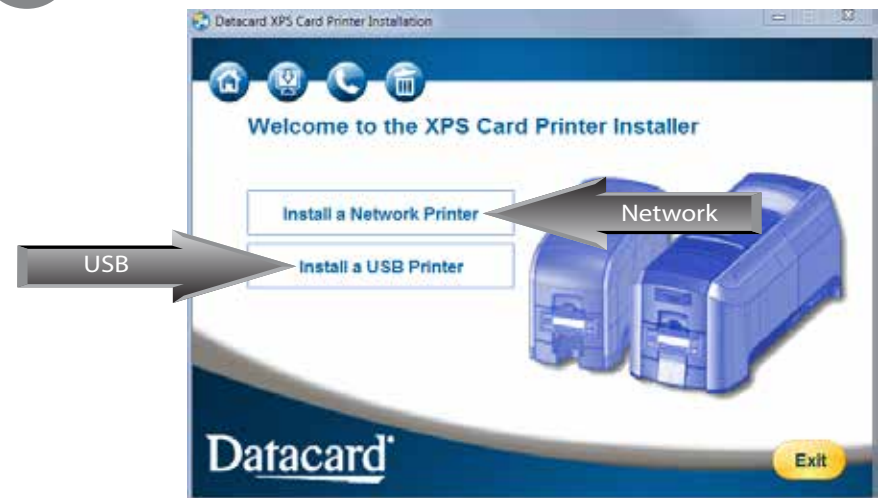 Datacard XPS Card Printer Installation
Welcome to the XPS Card Printer Installer
Install a Network Printer
Network
USB
Install a USB Printer
Datacard
Exit